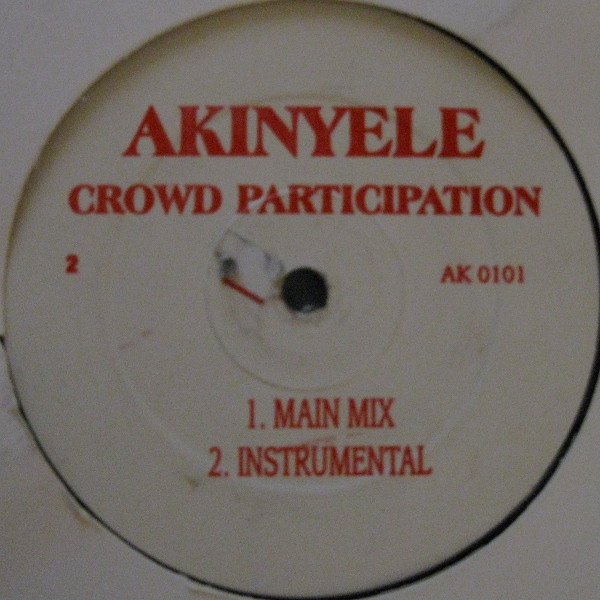 AKINYELE
CROWD PARTICIPATION
2
AK 0101
1. MAIN MIX
2. INSTRUMENTAL